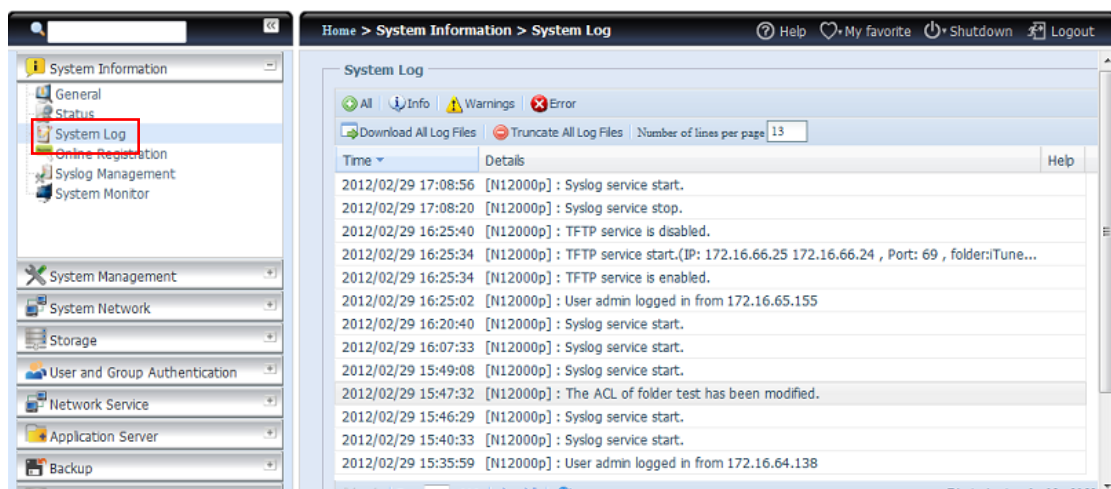 Home > System Information > System Log
Help My favorite Shutdown Logout
System Information
General
Status
System Log
Online Registration
Syslog Management
System Monitor
System Management
System Network
Storage
User and Group Authentication
Network Service
Application Server
Backup
System Log
All Info Warnings Error
Download All Log Files Truncate All Log Files Number of lines per page 13
Time Details Help
2012/02/29 17:08:56 [N12000p] : Syslog service start.
2012/02/29 17:08:20 [N12000p] : Syslog service stop.
2012/02/29 16:25:40 [N12000p] : TFTP service is disabled.
2012/02/29 16:25:34 [N12000p] : TFTP service start.(IP: 172.16.66.25 172.16.66.24 , Port: 69 , folder:iTune...
2012/02/29 16:25:34 [N12000p] : TFTP service is enabled.
2012/02/29 16:25:02 [N12000p] : User admin logged in from 172.16.65.155
2012/02/29 16:20:40 [N12000p] : Syslog service start.
2012/02/29 16:07:33 [N12000p] : Syslog service start.
2012/02/29 15:49:08 [N12000p] : Syslog service start.
2012/02/29 15:47:32 [N12000p] : The ACL of folder test has been modified.
2012/02/29 15:46:29 [N12000p] : Syslog service start.
2012/02/29 15:40:33 [N12000p] : Syslog service start.
2012/02/29 15:35:59 [N12000p] : User admin logged in from 172.16.64.138